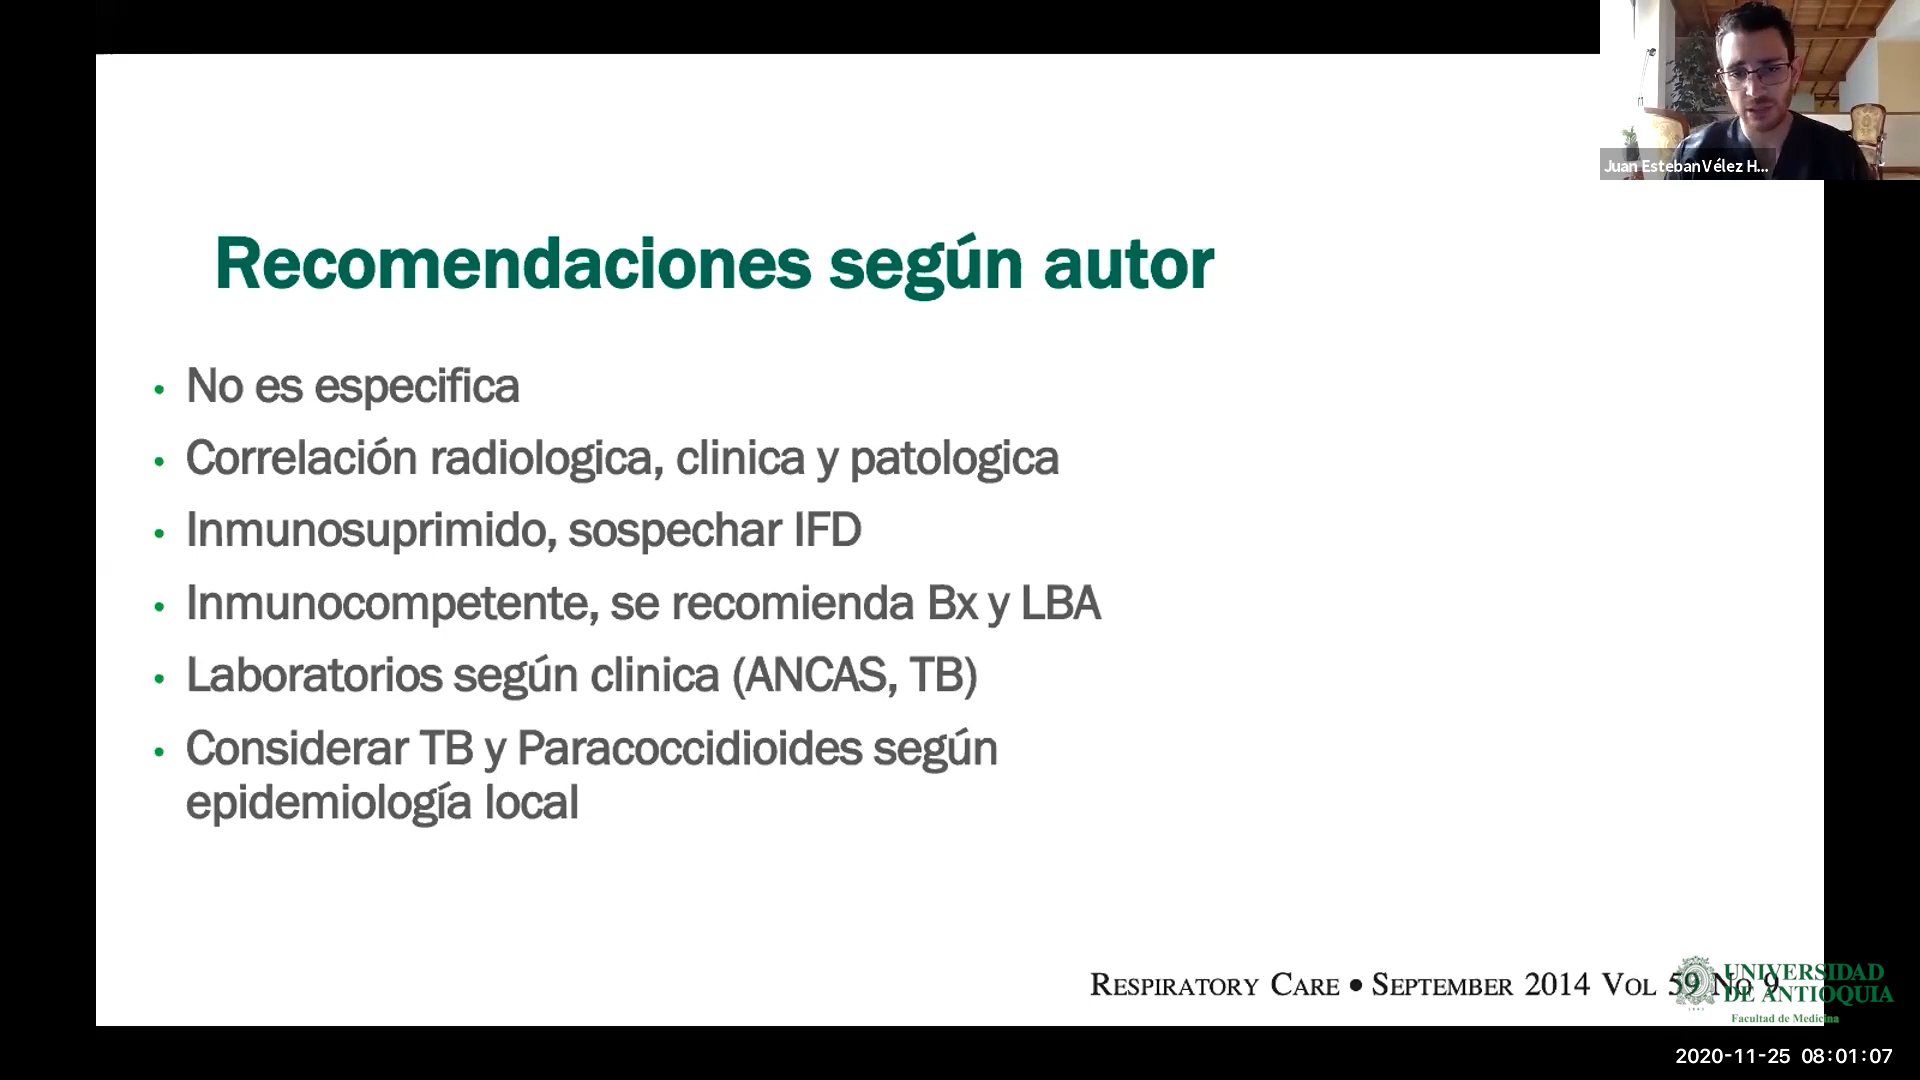 Juan Esteban Vélez H...
Recomendaciones según autor
• No es especifica
• Correlación radiologica, clinica y patologica
• Inmunosuprimido, sospechar IFD
• Inmunocompetente, se recomienda Bx y LBA
• Laboratorios según clinica (ANCAS, TB)
• Considerar TB y Paracoccidioides según
epidemiología local
RESPIRATORY CARE • SEPTEMBER 2014 VOL 59 NO 9
UNIVERSIDAD
DE ANTIOQUIA
Facultad de Medicina
2020-11-25 08:01:07